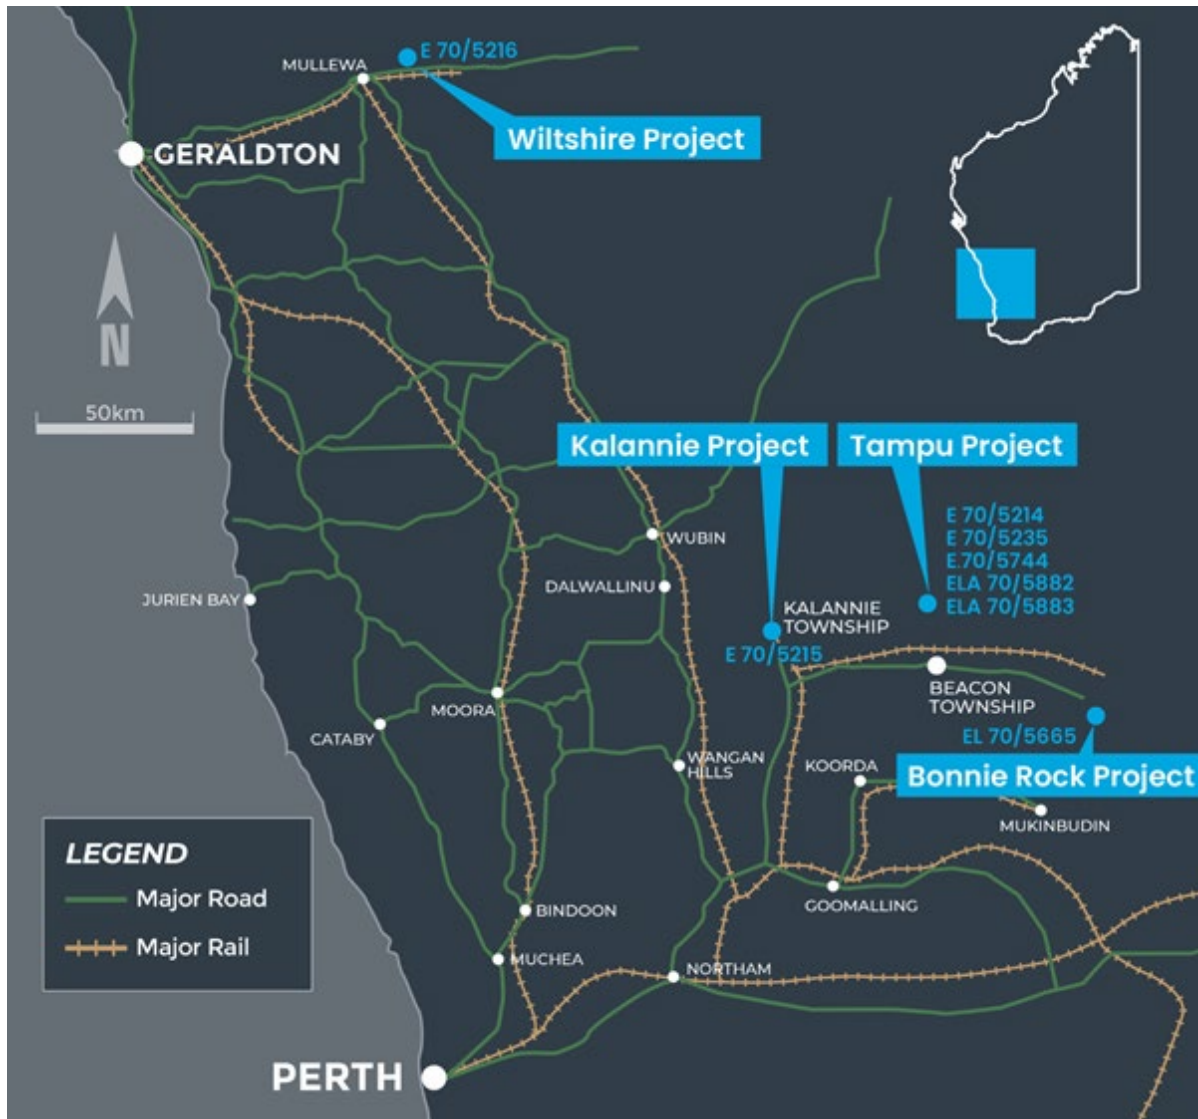 E 70/5216
MULLEWA
Wiltshire Project
GERALDTON
N
50km
Kalannie Project
Tampu Project
E 70/5214
E 70/5235
E.70/5744
ELA 70/5882
ELA 70/5883
WUBIN
DALWALLINU
JURIEN BAY
KALANNIE
TOWNSHIP
E 70/5215
BEACON
TOWNSHIP
MOORA
CATABY
EL 70/5665
Bonnie Rock Project
WANGAN
HILLS
KOORDA
MUKINBUDIN
LEGEND
Major Road
Major Rail
GOOMALLING
BINDOON
MUCHEA
NORTHAM
PERTH